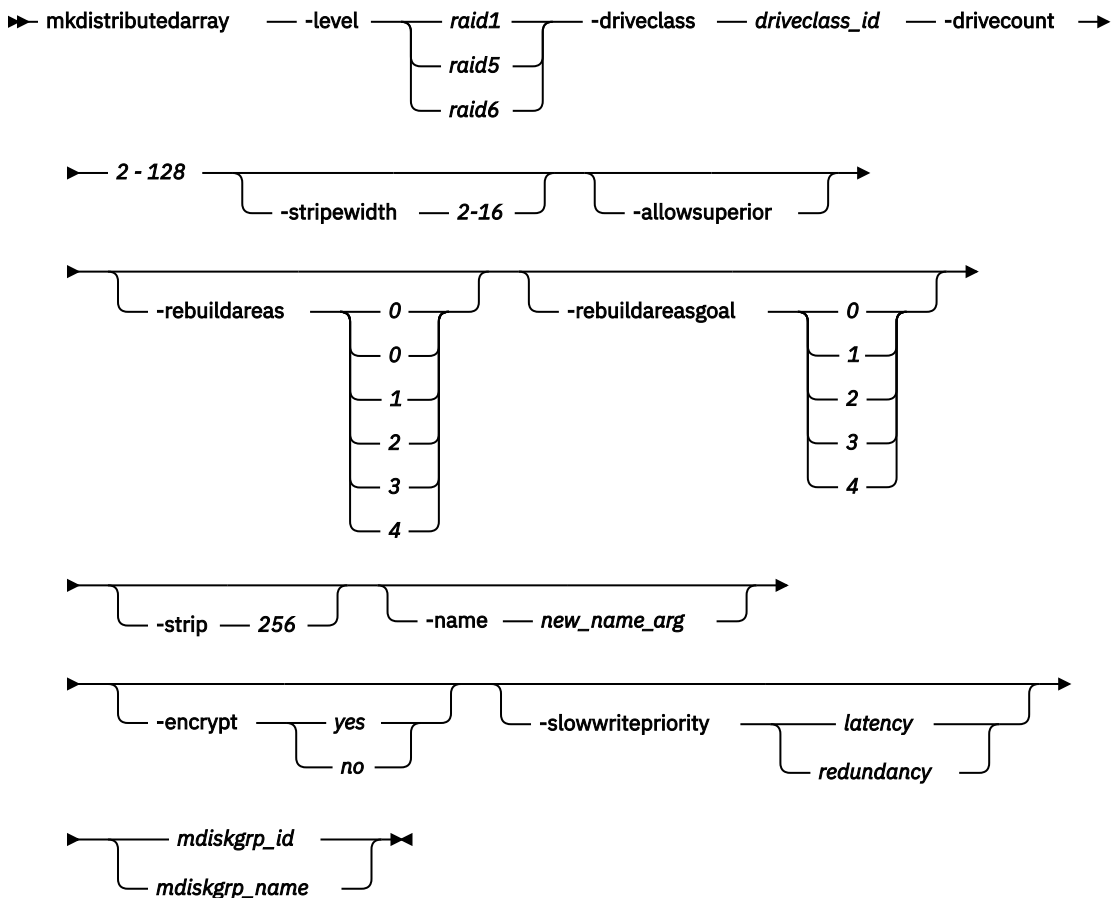 mkdistributedarray -level raid1 -driveclass driveclass_id -drivecount
raid5
raid6
2 - 128
-stripewidth 2-16 -allowsuperior
-rebuildareas 0 -rebuildareasgoal 0
0 1
1 2
2 3
3 4
4
-strip 256 -name new_name_arg
-encrypt yes -slowwritepriority latency
no redundancy
mdiskgrp_id
mdiskgrp_name